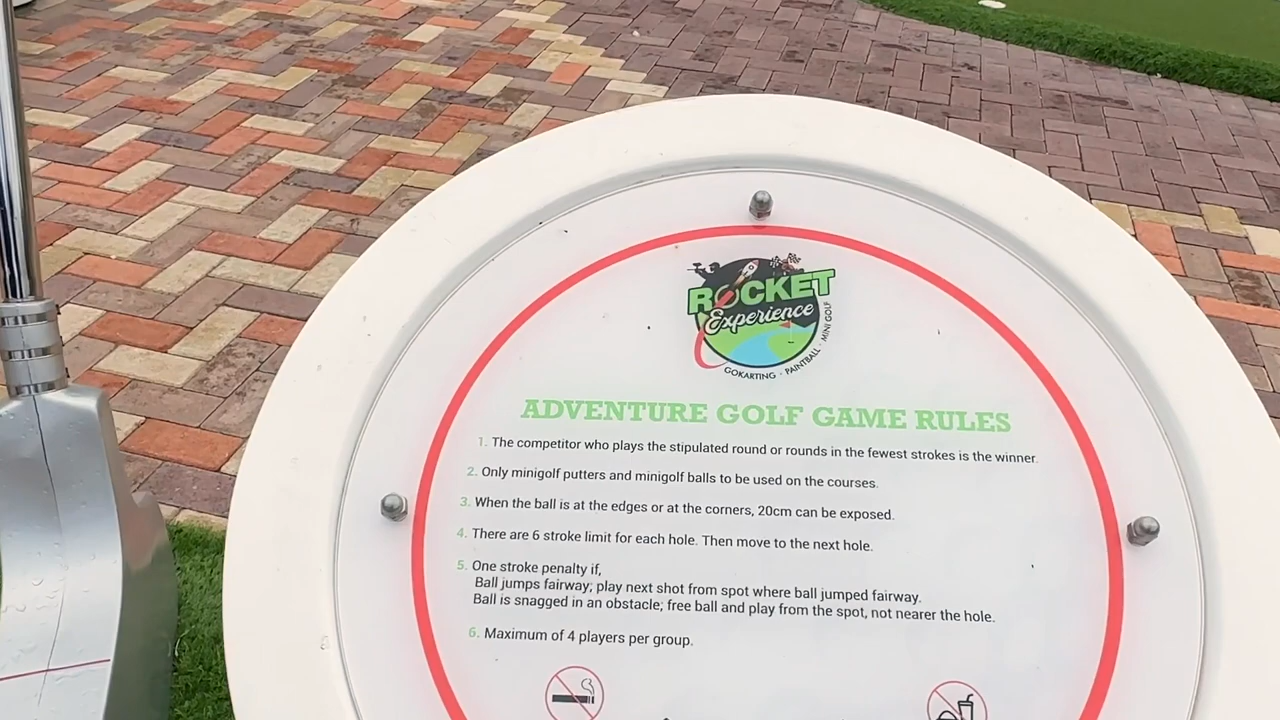 ROCKET
Experience
GOKARTING · PAINTBALL · MINI GOLF
ADVENTURE GOLF GAME RULES
1. The competitor who plays the stipulated round or rounds in the fewest strokes is the winner.
2. Only minigolf putters and minigolf balls to be used on the courses.
3. When the ball is at the edges or at the corners, 20cm can be exposed.
4. There are 6 stroke limit for each hole. Then move to the next hole.
5. One stroke penalty if,
Ball jumps fairway; play next shot from spot where ball jumped fairway.
Ball is snagged in an obstacle; free ball and play from the spot, not nearer the hole.
6. Maximum of 4 players per group.